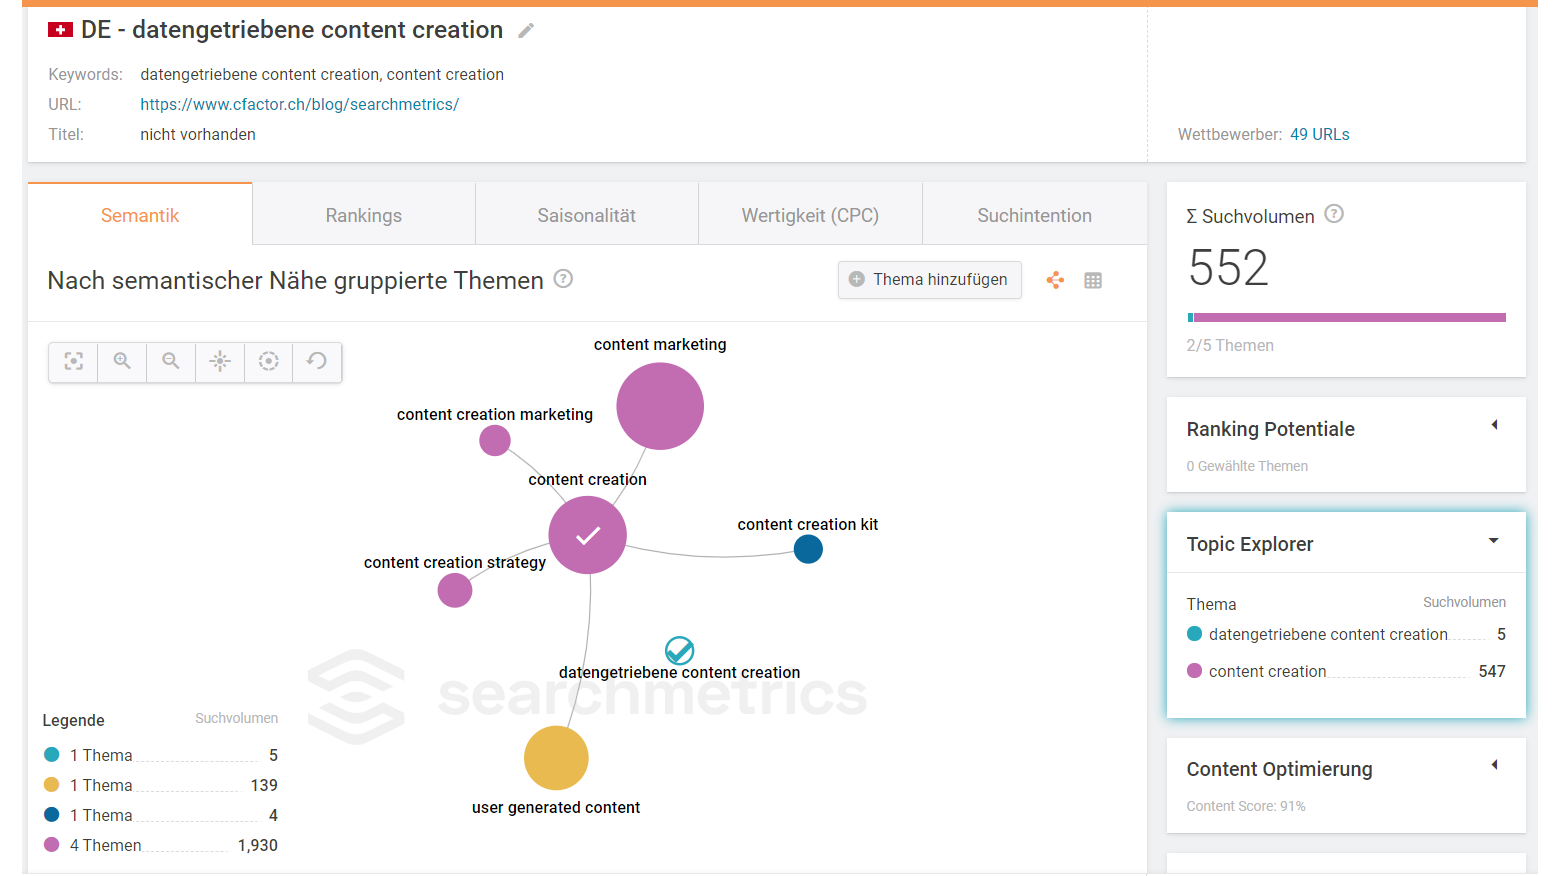 DE - datengetriebene content creation
Keywords: datengetriebene content creation, content creation
URL: https://www.cfactor.ch/blog/searchmetrics/
Titel: nicht vorhanden
Wettbewerber: 49 URLs
Semantik
Rankings
Saisonalität
Wertigkeit (CPC)
Suchintention
Nach semantischer Nähe gruppierte Themen ?
Thema hinzufügen
content marketing
content creation marketing
content creation
content creation kit
content creation strategy
datengetriebene content creation
searchmetrics
user generated content
Legende Suchvolumen
1 Thema 5
1 Thema 139
1 Thema 4
4 Themen 1,930
Σ Suchvolumen ?
552
2/5 Themen
Ranking Potentiale
0 Gewählte Themen
Topic Explorer
Thema Suchvolumen
datengetriebene content creation 5
content creation 547
Content Optimierung
Content Score: 91%